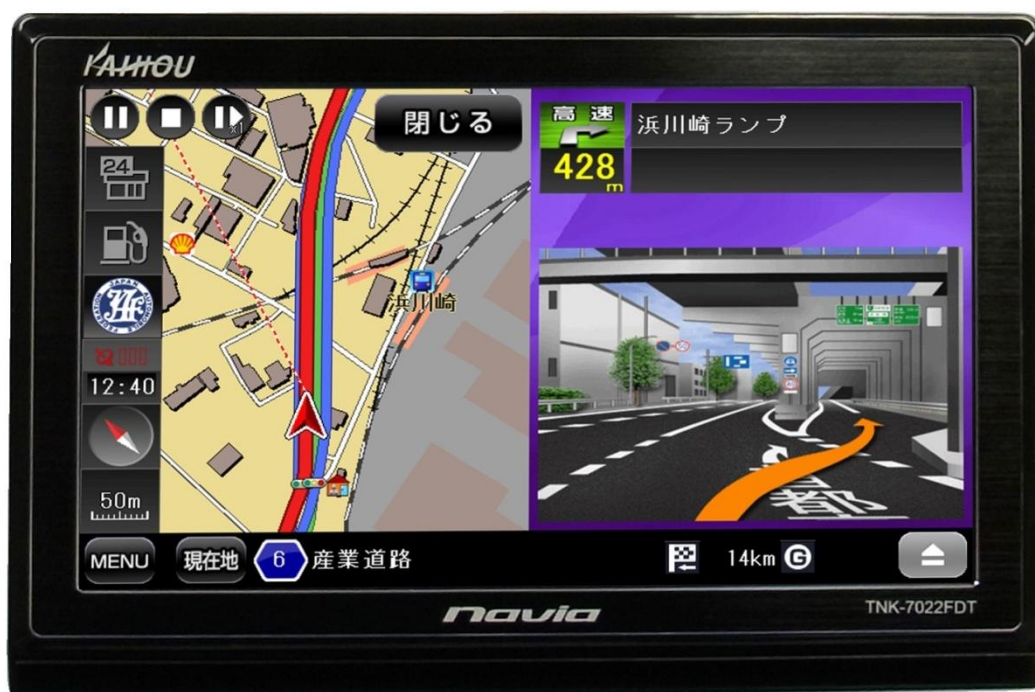 KAIHOU
閉じる
x1
24
浜川崎
12:40
50m
高速
428
m
浜川崎ランプ
MENU
現在地
6
産業道路
14km
G
Navia
TNK-7022FDT